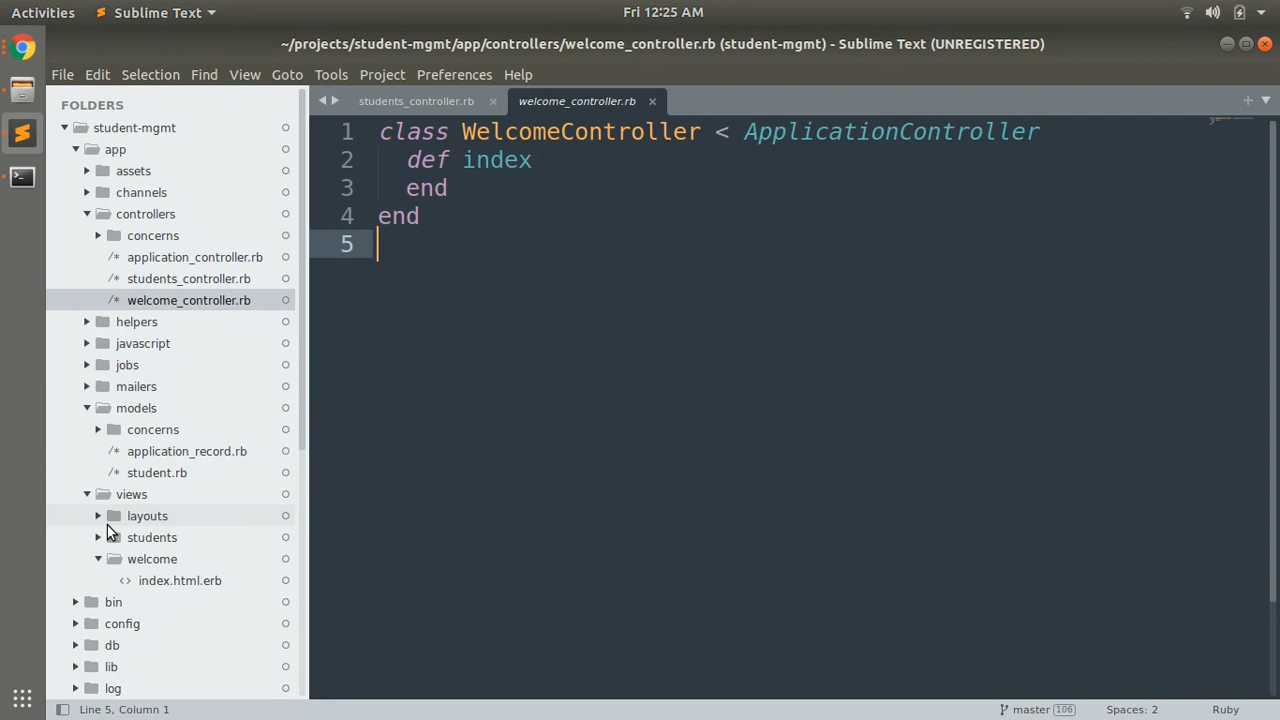 Activities
Sublime Text
Fri 12:25 AM
~/projects/student-mgmt/app/controllers/welcome_controller.rb (student-mgmt) - Sublime Text (UNREGISTERED)
File Edit Selection Find View Goto Tools Project Preferences Help
FOLDERS
student-mgmt
app
assets
channels
controllers
concerns
application_controller.rb
students_controller.rb
welcome_controller.rb
helpers
javascript
jobs
mailers
models
concerns
application_record.rb
student.rb
views
layouts
students
welcome
index.html.erb
bin
config
db
lib
log
students_controller.rb
welcome_controller.rb
1 class WelcomeController < ApplicationController
2 def index
3 end
4 end
5
Line 5, Column 1
master 106
Spaces: 2
Ruby